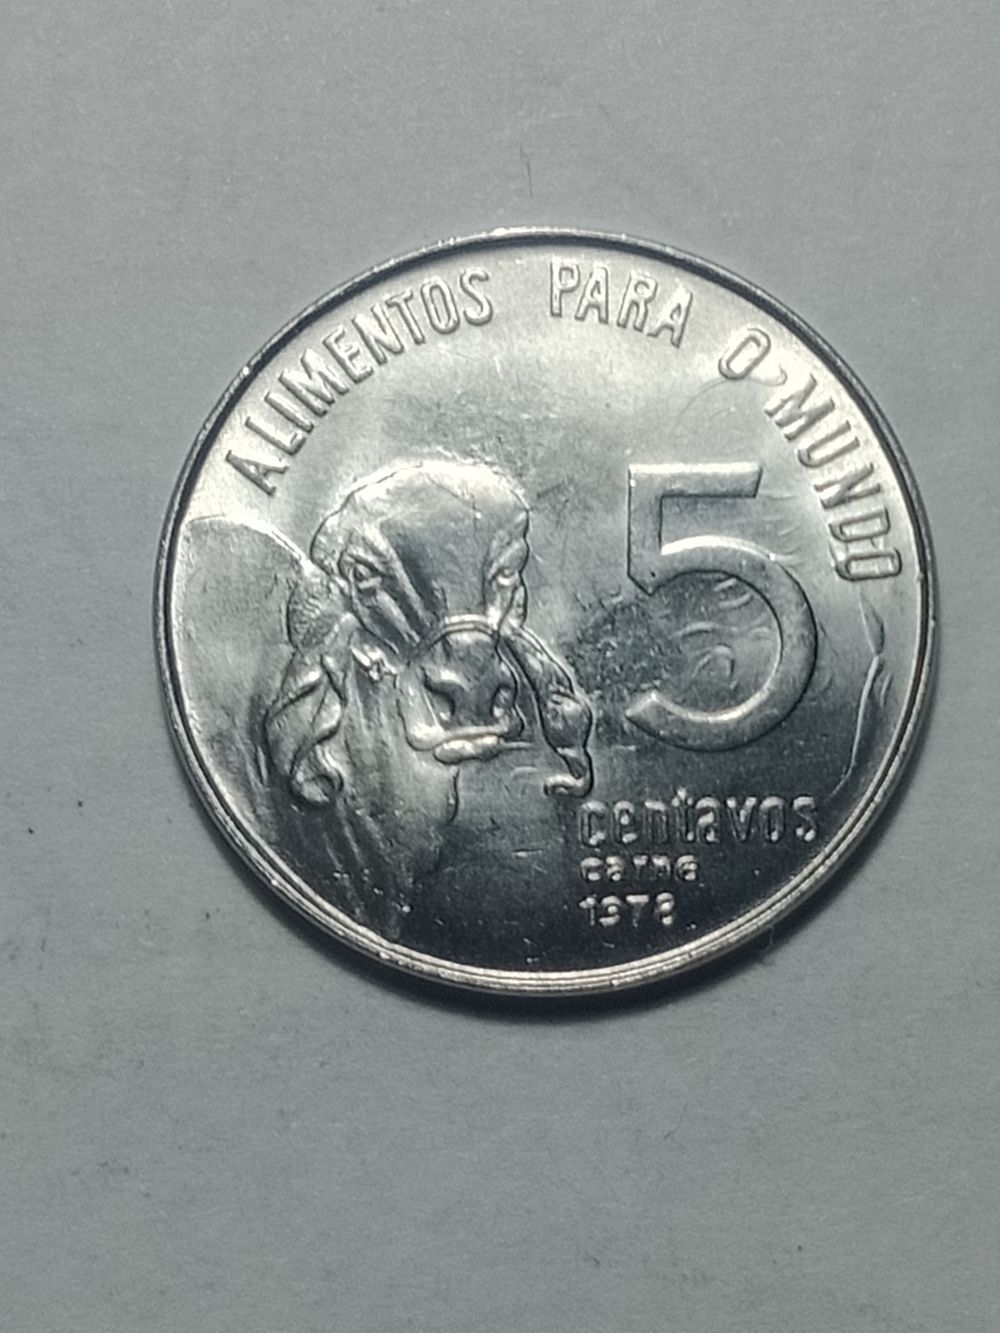 ALIMENTOS PARA O MUNDO
5
centavos
carne
1978